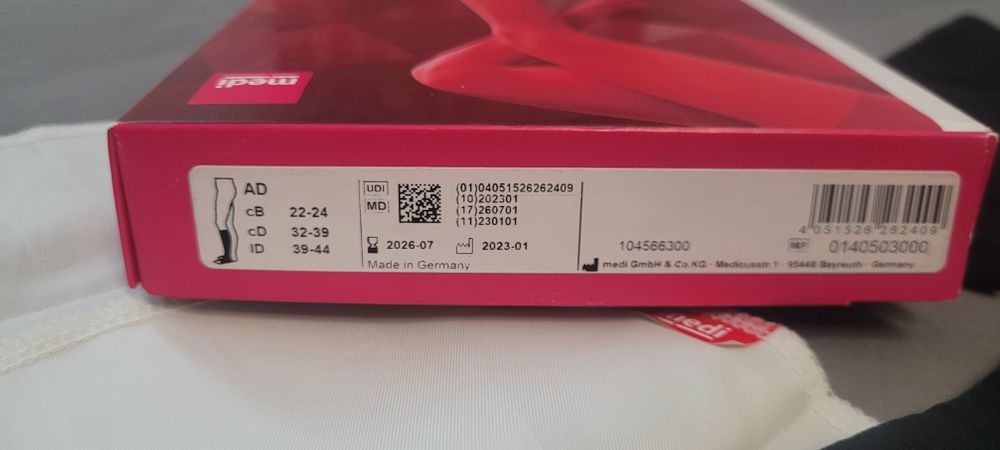 medi
AD
cB 22-24
cD 32-39
lD 39-44
UDI
MD
(01)04051526262409
(10)202301
(17)260701
(11)230101
2026-07 2023-01
Made in Germany
104566300
4 051526 262409
REF 0140503000
medi GmbH & Co.KG · Medicusstr.1 · 95448 Bayreuth · Germany
medi